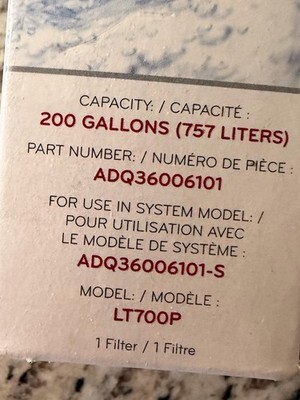 CAPACITY: / CAPACITÉ :
200 GALLONS (757 LITERS)
PART NUMBER: / NUMÉRO DE PIÈCE :
ADQ36006101
FOR USE IN SYSTEM MODEL: /
POUR UTILISATION AVEC
LE MODÈLE DE SYSTÈME :
ADQ36006101-S
MODEL: / MODÈLE :
LT700P
1 Filter / 1 Filtre